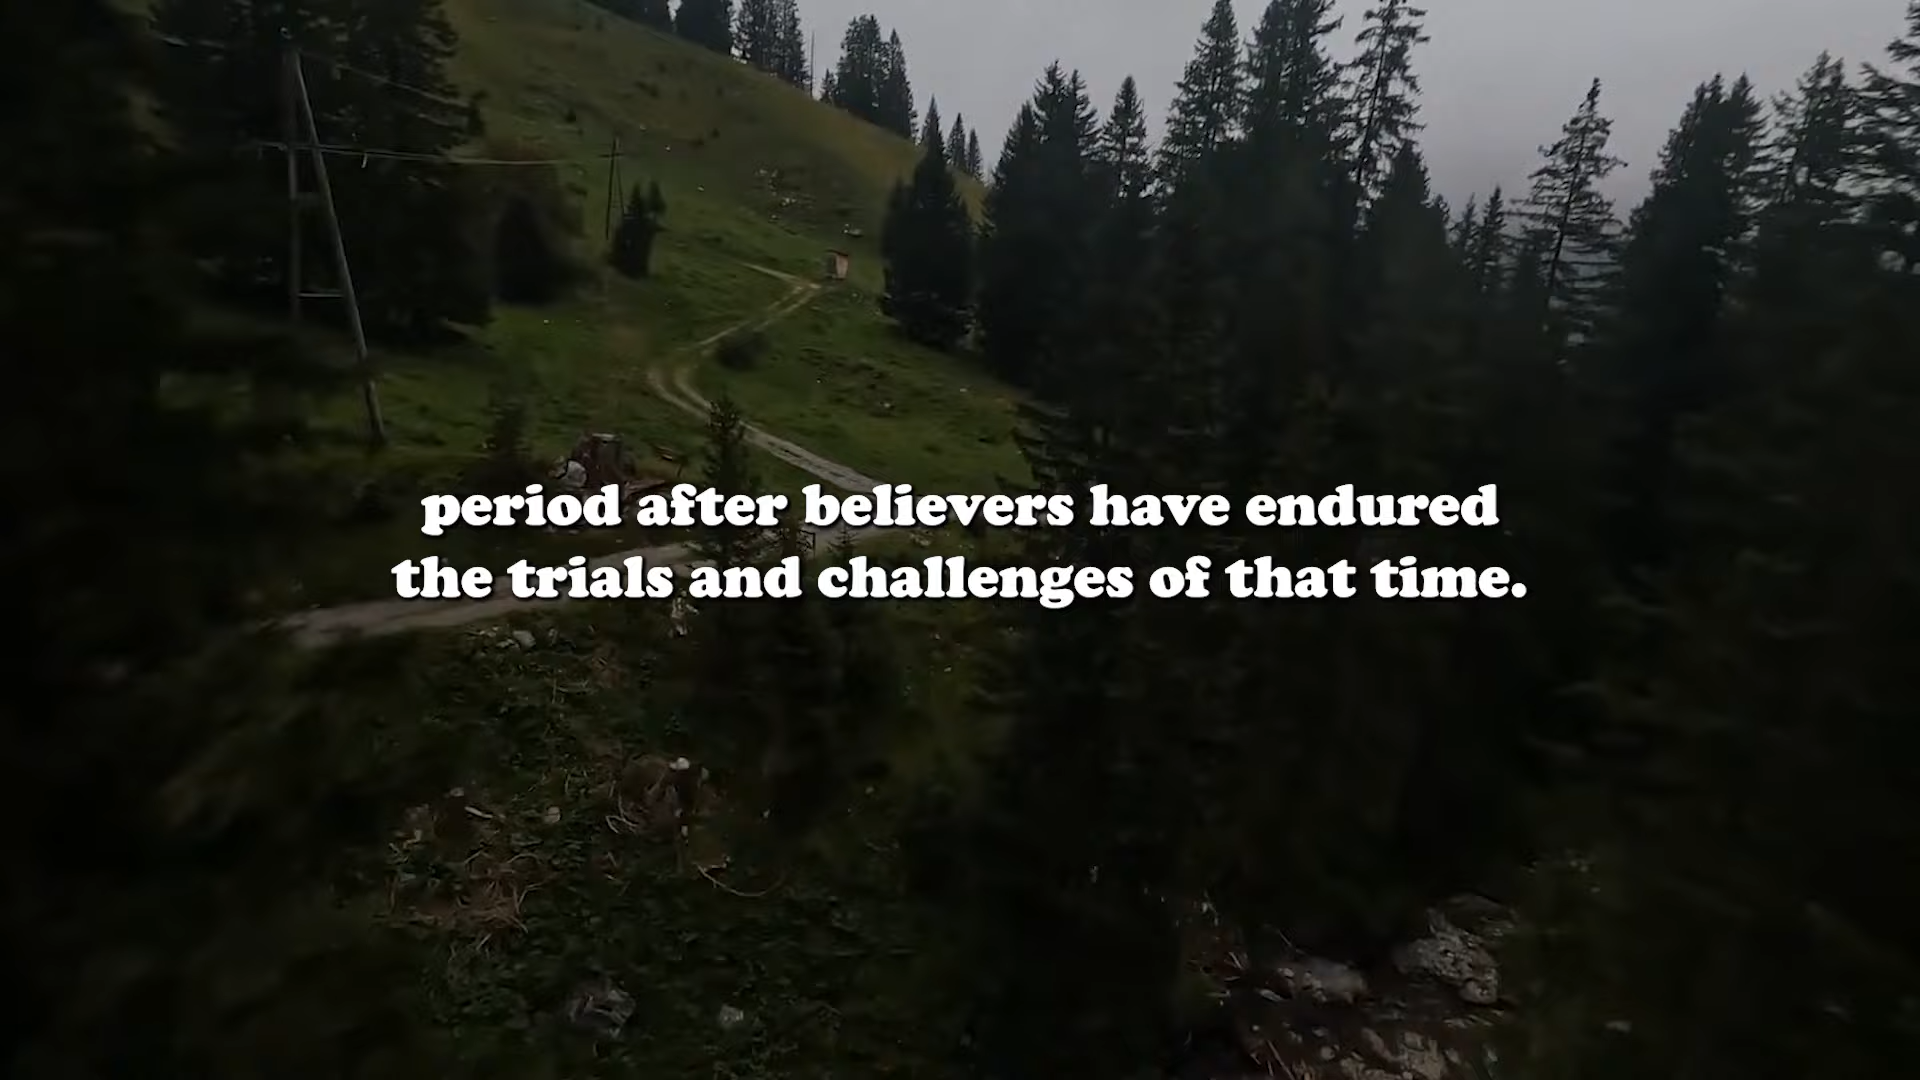 period after believers have endured
the trials and challenges of that time.